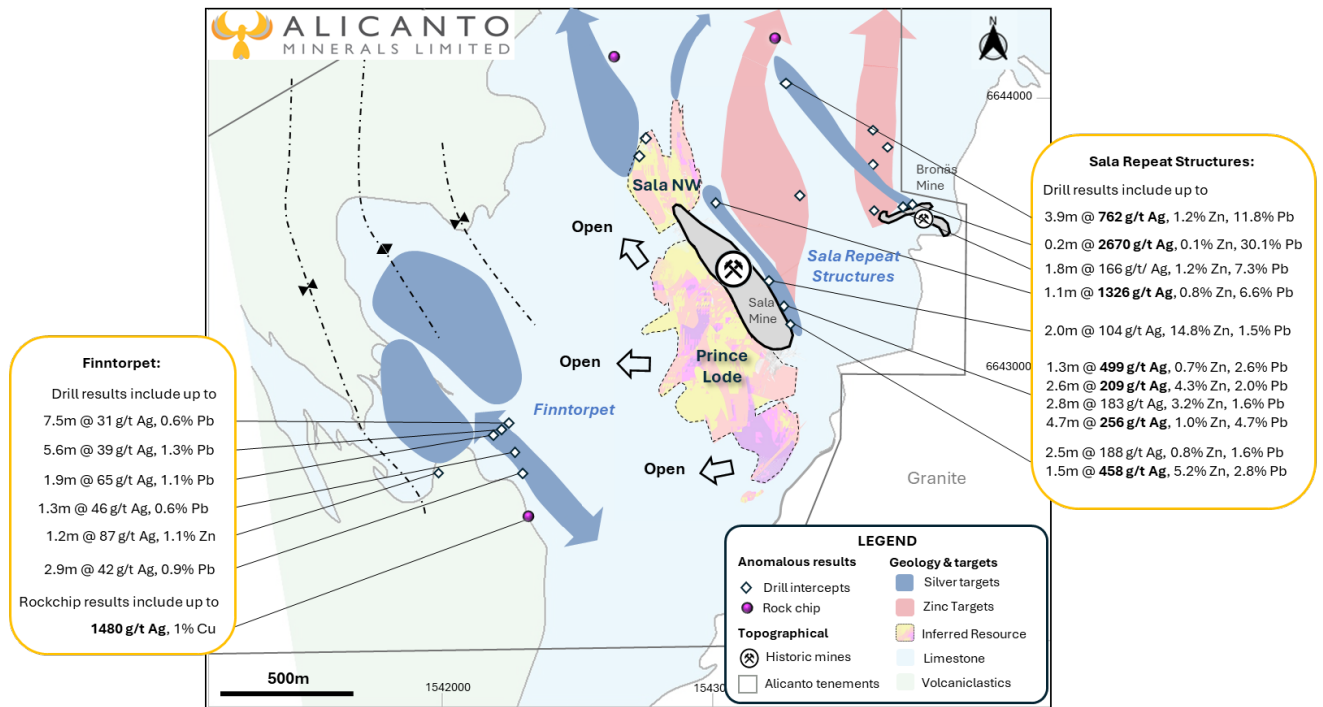 ALICANTO
MINERALS LIMITED
N
6644000
Bronäs
Mine
Sala NW
Open
Sala Repeat
Structures
Sala
Mine
6643000
Open
Prince
Lode
Finntorpet
Open
Granite
500m
1542000
15430
Finntorpet:
Drill results include up to
7.5m @ 31 g/t Ag, 0.6% Pb
5.6m @ 39 g/t Ag, 1.3% Pb
1.9m @ 65 g/t Ag, 1.1% Pb
1.3m @ 46 g/t Ag, 0.6% Pb
1.2m @ 87 g/t Ag, 1.1% Zn
2.9m @ 42 g/t Ag, 0.9% Pb
Rockchip results include up to
1480 g/t Ag, 1% Cu
Sala Repeat Structures:
Drill results include up to
3.9m @ 762 g/t Ag, 1.2% Zn, 11.8% Pb
0.2m @ 2670 g/t Ag, 0.1% Zn, 30.1% Pb
1.8m @ 166 g/t/ Ag, 1.2% Zn, 7.3% Pb
1.1m @ 1326 g/t Ag, 0.8% Zn, 6.6% Pb
2.0m @ 104 g/t Ag, 14.8% Zn, 1.5% Pb
1.3m @ 499 g/t Ag, 0.7% Zn, 2.6% Pb
2.6m @ 209 g/t Ag, 4.3% Zn, 2.0% Pb
2.8m @ 183 g/t Ag, 3.2% Zn, 1.6% Pb
4.7m @ 256 g/t Ag, 1.0% Zn, 4.7% Pb
2.5m @ 188 g/t Ag, 0.8% Zn, 1.6% Pb
1.5m @ 458 g/t Ag, 5.2% Zn, 2.8% Pb
LEGEND
Anomalous results
Drill intercepts
Rock chip
Topographical
Historic mines
Alicanto tenements
Geology & targets
Silver targets
Zinc Targets
Inferred Resource
Limestone
Volcaniclastics